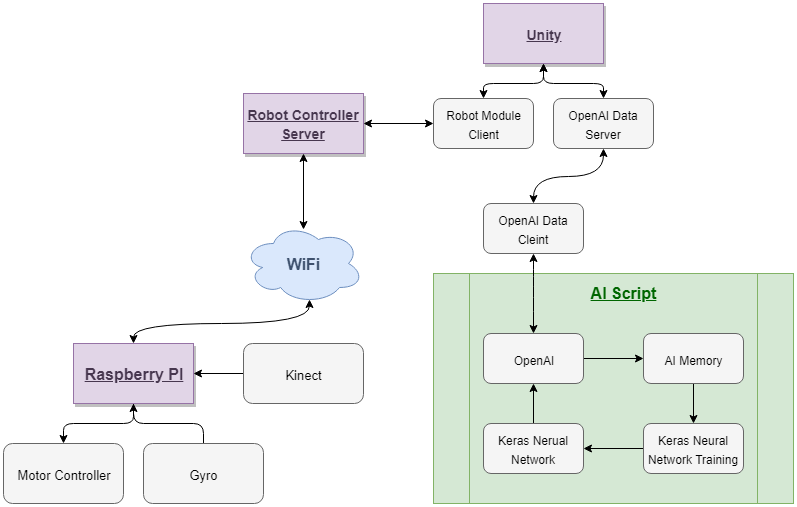 Unity
Robot Controller
Server
Robot Module
Client
OpenAI Data
Server
OpenAI Data
Cleint
WiFi
AI Script
Raspberry PI
Kinect
OpenAI
AI Memory
Motor Controller
Gyro
Keras Nerual
Network
Keras Neural
Network Training